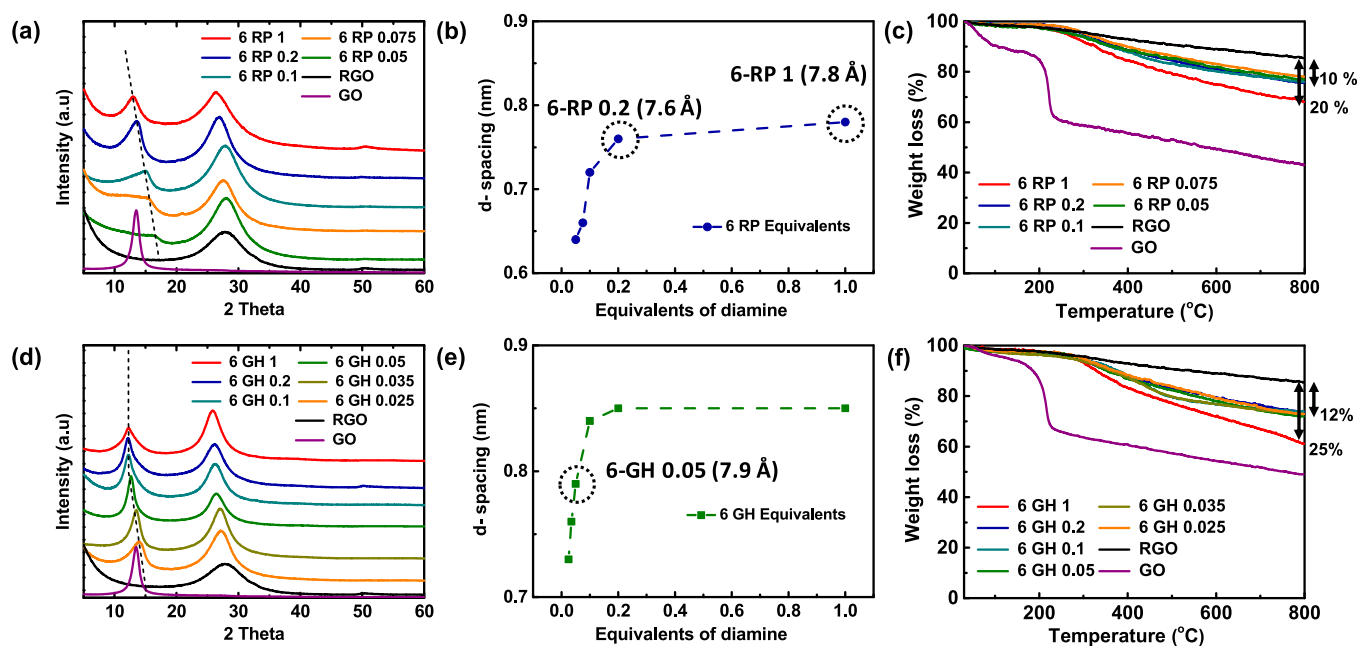 (a)
6 RP 1
6 RP 0.075
6 RP 0.2
6 RP 0.05
6 RP 0.1
RGO
GO
Intensity (a.u)
10 20 30 40 50 60
2 Theta
(b)
0.9
0.8
0.7
0.6
d- spacing (nm)
6-RP 1 (7.8 Å)
6-RP 0.2 (7.6 Å)
6 RP Equivalents
0.0 0.2 0.4 0.6 0.8 1.0
Equivalents of diamine
(c)
100
80
60
40
20
0
Weight loss (%)
10 %
20 %
6 RP 1
6 RP 0.075
6 RP 0.2
6 RP 0.05
6 RP 0.1
RGO
GO
200 400 600 800
Temperature (°C)
(d)
6 GH 1
6 GH 0.05
6 GH 0.2
6 GH 0.035
6 GH 0.1
6 GH 0.025
RGO
GO
Intensity (a.u)
10 20 30 40 50 60
2 Theta
(e)
0.9
0.8
0.7
d- spacing (nm)
6-GH 0.05 (7.9 Å)
6 GH Equivalents
0.0 0.2 0.4 0.6 0.8 1.0
Equivalents of diamine
(f)
100
80
60
40
20
0
Weight loss (%)
12%
25%
6 GH 1
6 GH 0.035
6 GH 0.2
6 GH 0.025
6 GH 0.1
RGO
6 GH 0.05
GO
200 400 600 800
Temperature (°C)